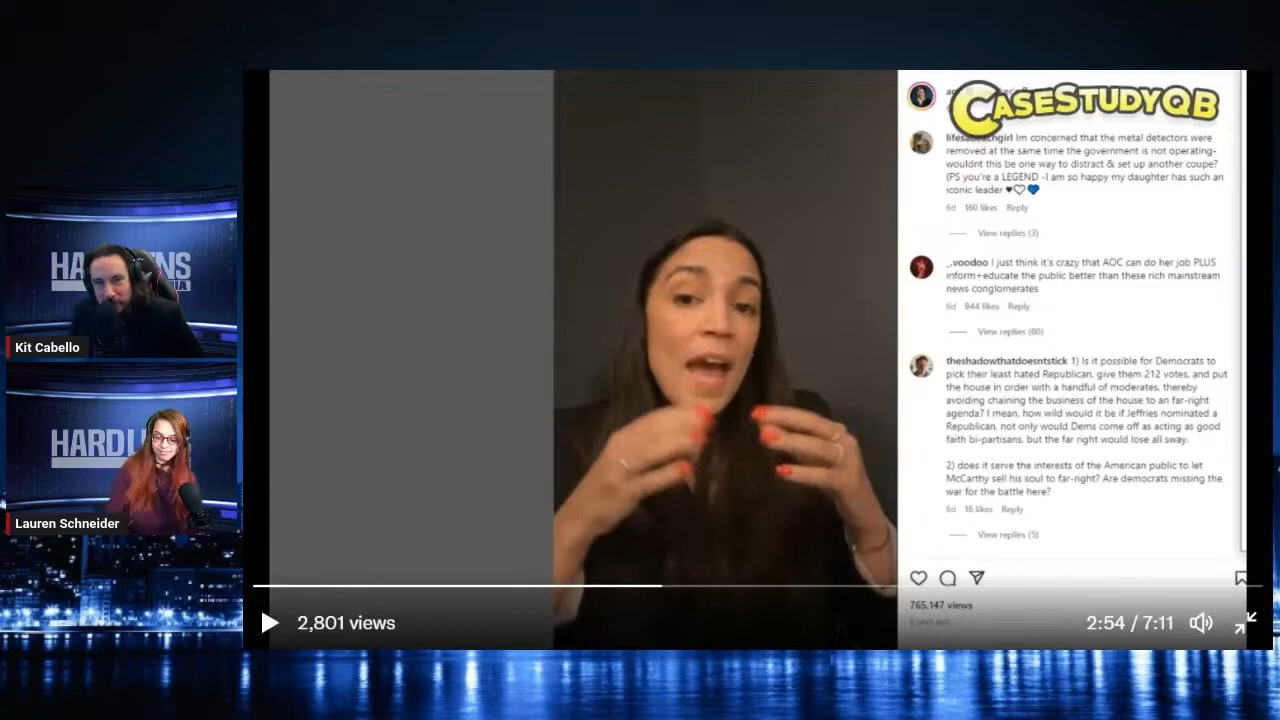 CASESTUDYQB
lifesabeachgirl Im concerned that the metal detectors were
removed at the same time the government is not operating-
wouldnt this be one way to distract & set up another coupe?
(PS you're a LEGEND -I am so happy my daughter has such an
iconic leader ♥🤍💙
6d 160 likes Reply
View replies (3)
_.voodoo I just think it's crazy that AOC can do her job PLUS
inform+educate the public better than these rich mainstream
news conglomerates
6d 844 likes Reply
View replies (60)
theshadowthatdoesntstick 1) Is it possible for Democrats to
pick their least hated Republican, give them 212 votes, and put
the house in order with a handful of moderates, thereby
avoiding chaining the business of the house to an far-right
agenda? I mean, how wild would it be if Jeffries nominated a
Republican, not only would Dems come off as acting as good
faith bi-partisans, but the far right would lose all sway.
2) does it serve the interests of the American public to let
McCarthy sell his soul to far-right? Are democrats missing the
war for the battle here?
6d 16 likes Reply
View replies (5)
765,147 views
2,801 views
2:54 / 7:11
HA NS
Kit Cabello
HARDL
Lauren Schneider